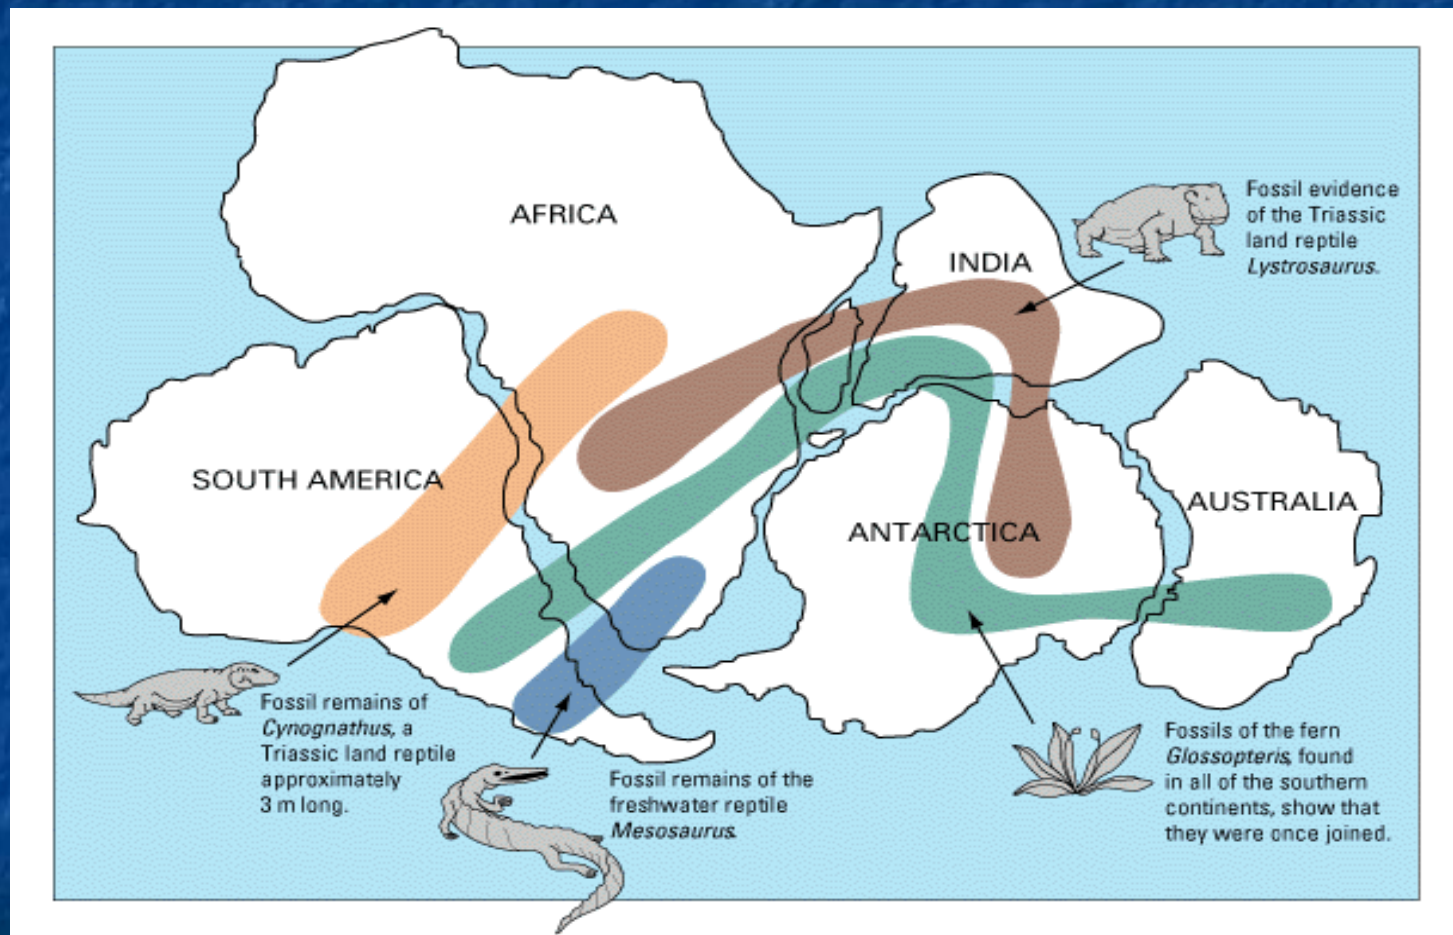 AFRICA
INDIA
Fossil evidence
of the Triassic
land reptile
Lystrosaurus.
SOUTH AMERICA
ANTARCTICA
AUSTRALIA
Fossil remains of
Cynognathus, a
Triassic land reptile
approximately
3 m long.
Fossil remains of the
freshwater reptile
Mesosaurus.
Fossils of the fern
Glossopteris, found
in all of the southern
continents, show that
they were once joined.